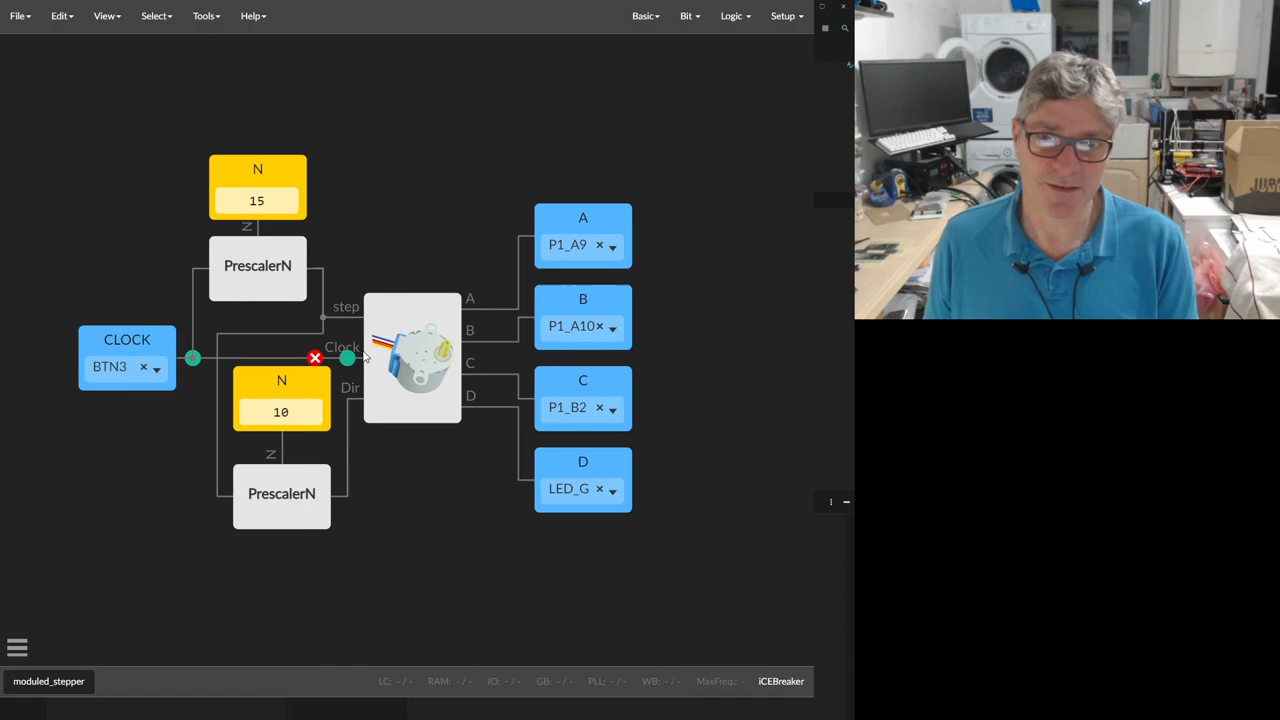 File
Edit
View
Select
Tools
Help
Basic
Bit
Logic
Setup
N
15
N
PrescalerN
CLOCK
BTN3 ×
step
Clock
Dir
N
10
N
PrescalerN
A
B
C
D
A
P1_A9 ×
B
P1_A10×
C
P1_B2 ×
D
LED_G ×
moduled_stepper
LC: - / -
RAM: - / -
IO: - / -
GB: - / -
PLL: - / -
WB: - / -
MaxFreq.: -
iCEBreaker